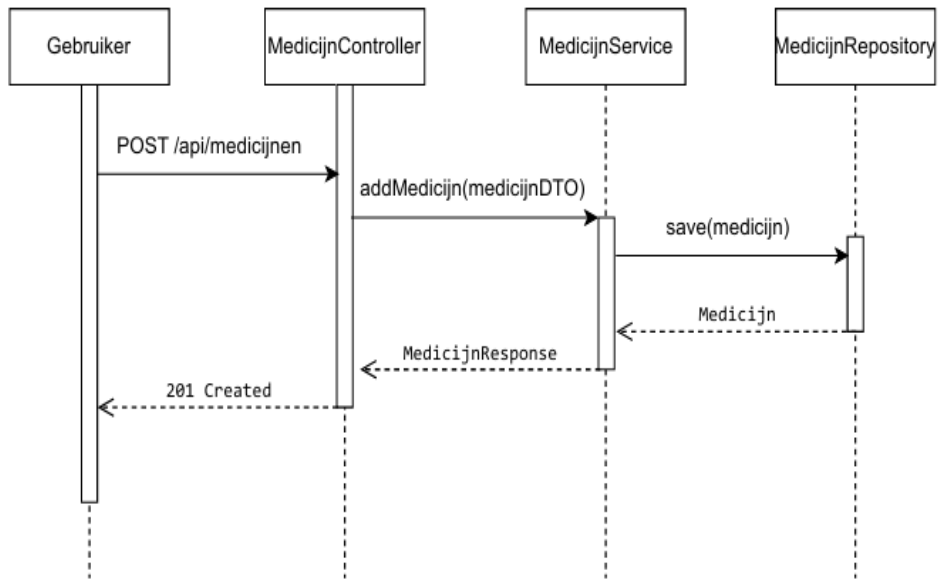 Gebruiker
MedicijnController
MedicijnService
MedicijnRepository
POST /api/medicijnen
addMedicijn(medicijnDTO)
save(medicijn)
Medicijn
MedicijnResponse
201 Created